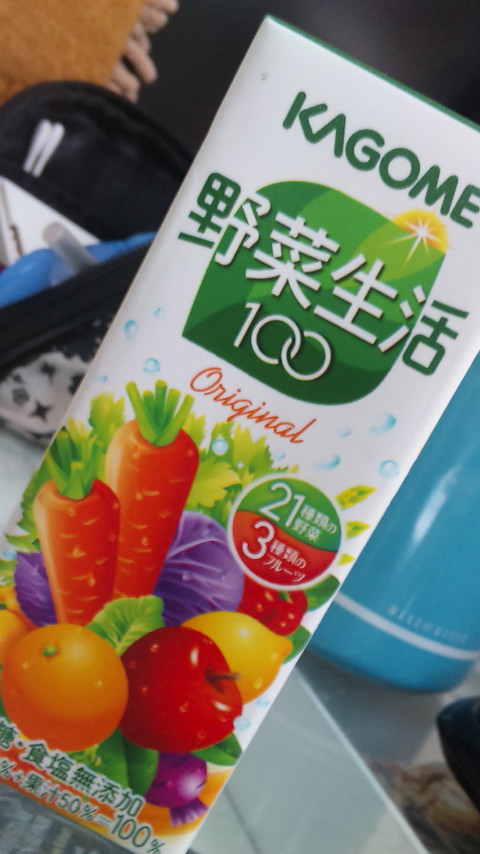 KAGOME
野菜生活
100
Original
21種類の
野菜
3種類の
フルーツ
糖・食塩無添加
%+果汁50%=100%